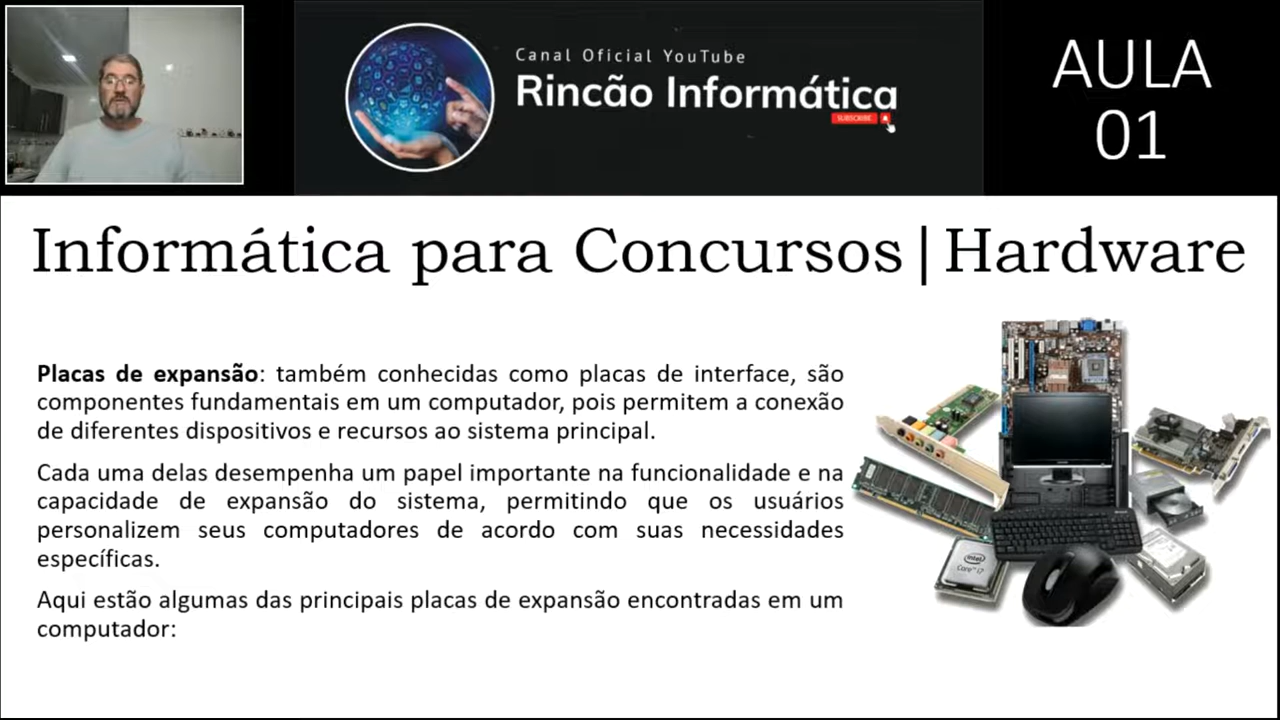 Canal Oficial YouTube
Rincão Informática
SUBSCRIBE
AULA
01
Informática para Concursos|Hardware
Placas de expansão: também conhecidas como placas de interface, são
componentes fundamentais em um computador, pois permitem a conexão
de diferentes dispositivos e recursos ao sistema principal.
Cada uma delas desempenha um papel importante na funcionalidade e na
capacidade de expansão do sistema, permitindo que os usuários
personalizem seus computadores de acordo com suas necessidades
específicas.
Aqui estão algumas das principais placas de expansão encontradas em um
computador:
intel
Core™ i7